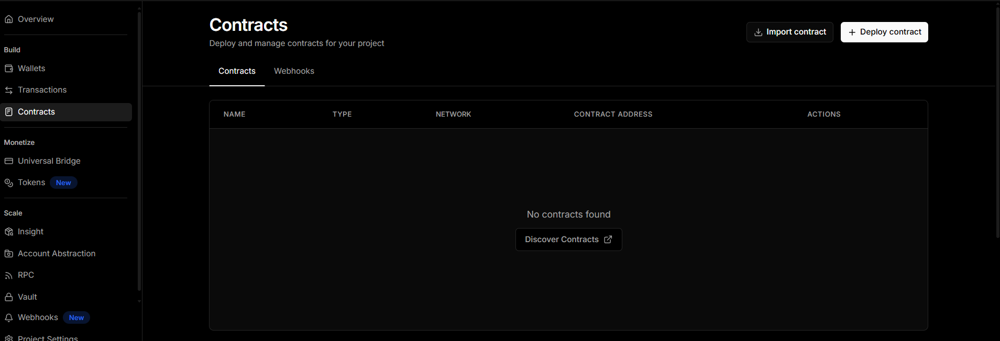 Overview
Build
Wallets
Transactions
Contracts
Monetize
Universal Bridge
Tokens New
Scale
Insight
Account Abstraction
RPC
Vault
Webhooks New
Project Settings
Contracts
Deploy and manage contracts for your project
Import contract
Deploy contract
Contracts Webhooks
NAME TYPE NETWORK CONTRACT ADDRESS ACTIONS
No contracts found
Discover Contracts